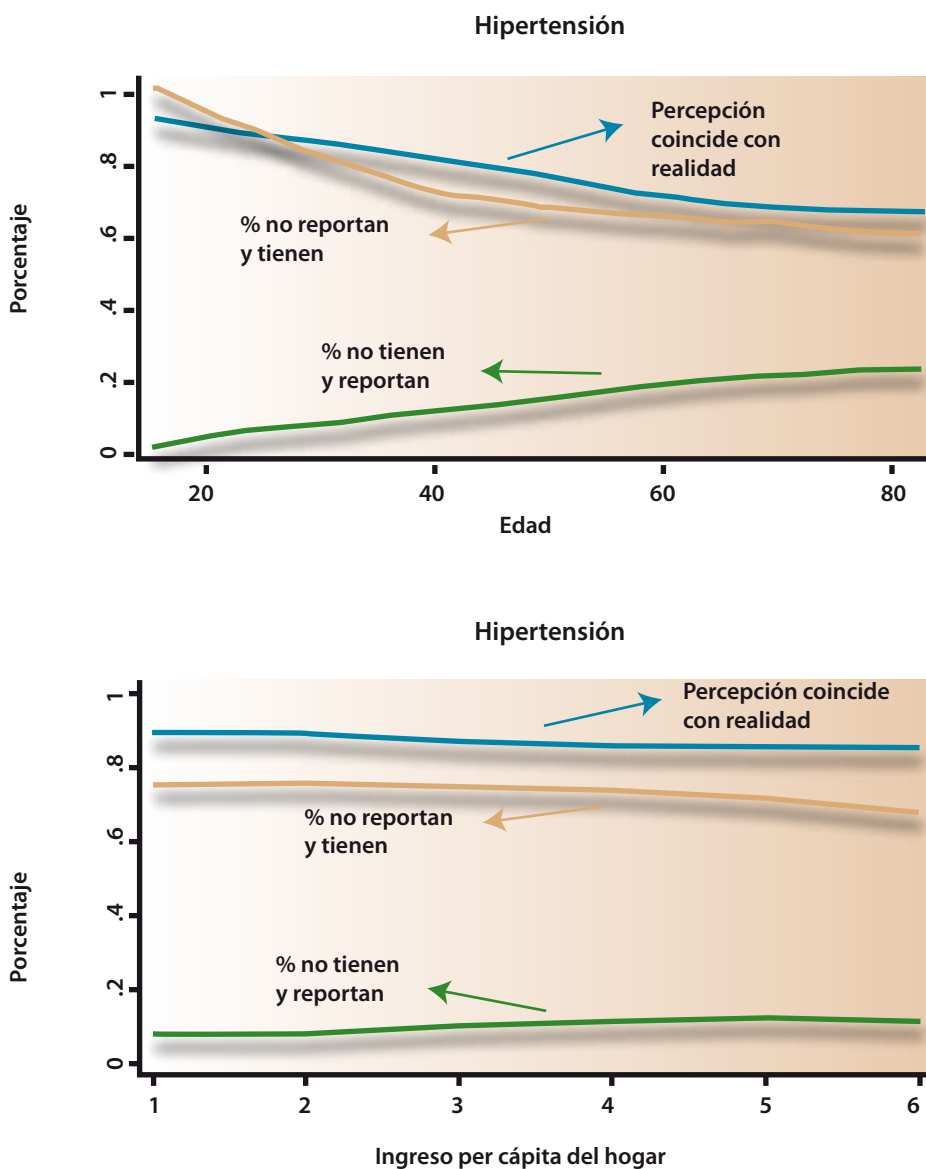 Hipertensión
Porcentaje
1
.8
.6
.4
.2
0
Percepción
coincide con
realidad
% no reportan
y tienen
% no tienen
y reportan
20
40
60
80
Edad
Hipertensión
Porcentaje
1
.8
.6
.4
.2
0
Percepción coincide
con realidad
% no reportan
y tienen
% no tienen
y reportan
1
2
3
4
5
6
Ingreso per cápita del hogar